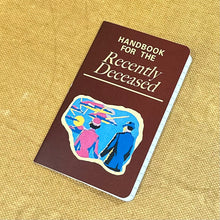 HANDBOOK
FOR THE
Recently
Deceased